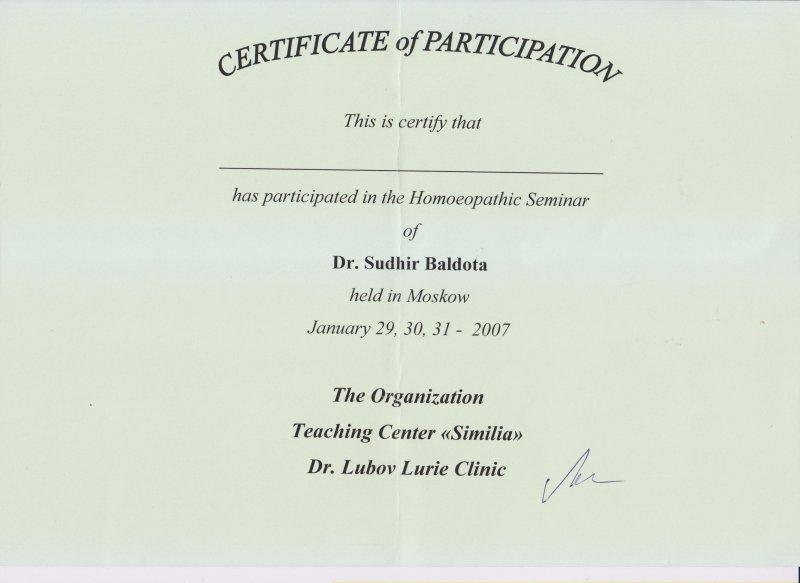 CERTIFICATE of PARTICIPATION
This is certify that
has participated in the Homoeopathic Seminar
of
Dr. Sudhir Baldota
held in Moskow
January 29, 30, 31 - 2007
The Organization
Teaching Center «Similia»
Dr. Lubov Lurie Clinic